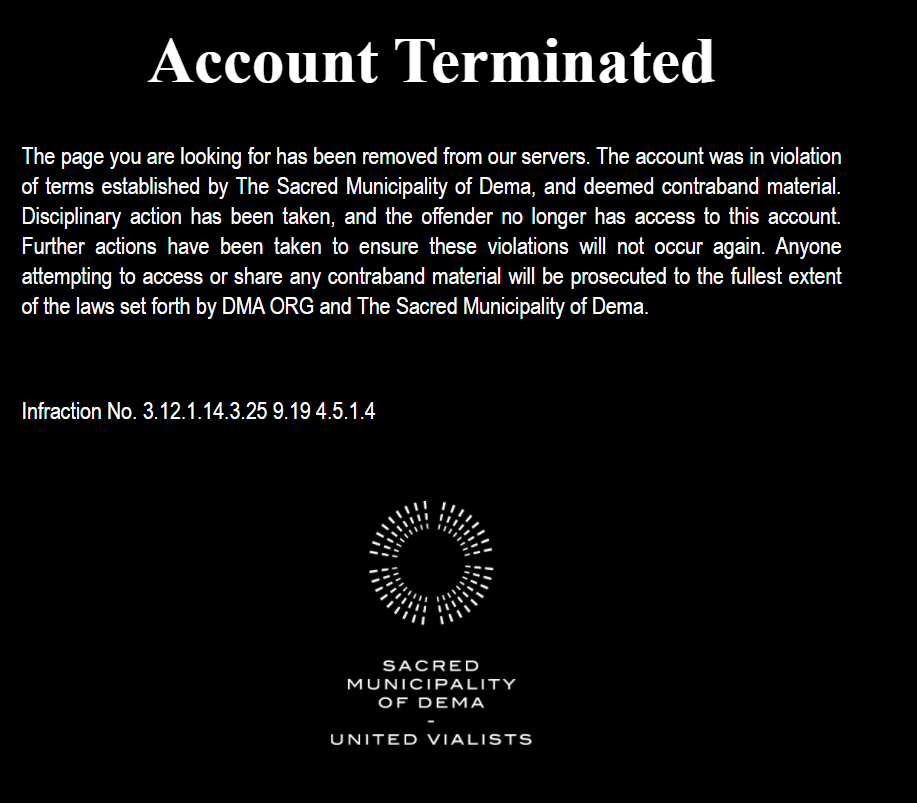 Account Terminated
The page you are looking for has been removed from our servers. The account was in violation
of terms established by The Sacred Municipality of Dema, and deemed contraband material.
Disciplinary action has been taken, and the offender no longer has access to this account.
Further actions have been taken to ensure these violations will not occur again. Anyone
attempting to access or share any contraband material will be prosecuted to the fullest extent
of the laws set forth by DMA ORG and The Sacred Municipality of Dema.
Infraction No. 3.12.1.14.3.25 9.19 4.5.1.4
SACRED
MUNICIPALITY
OF DEMA
-
UNITED VIALISTS